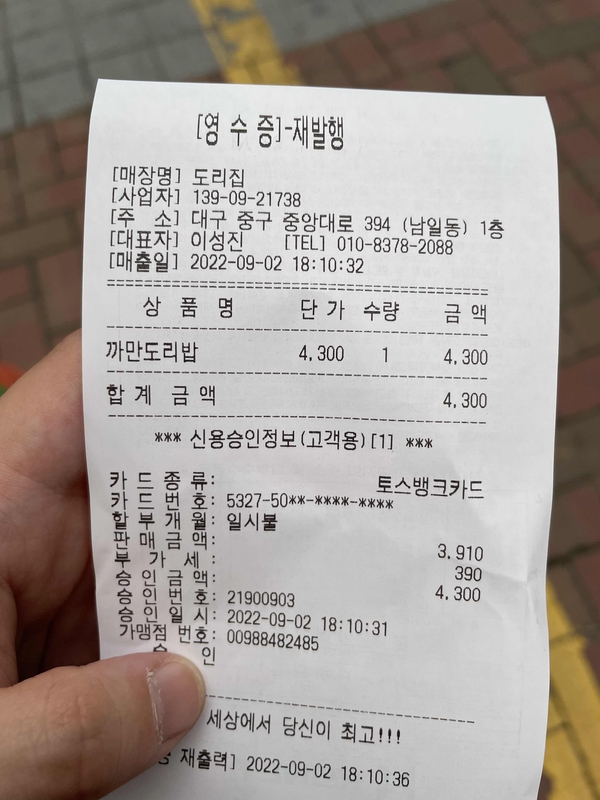 [영 수 증]-재발행
[매장명] 도리집
[사업자] 139-09-21738
[주 소] 대구 중구 중앙대로 394 (남일동) 1층
[대표자] 이성진 [TEL] 010-8378-2088
[매출일] 2022-09-02 18:10:32
상 품 명 단 가 수량 금 액
까만도리밥 4,300 1 4,300
합 계 금 액 4,300
*** 신용승인정보(고객용)[1] ***
카 드 종 류: 토스뱅크카드
카 드 번 호: 5327-50**-****-****
할 부 개 월: 일시불
판 매 금 액: 3,910
부 가 세 : 390
승 인 금 액: 4,300
승 인 번 호: 21900903
승 인 일 시: 2022-09-02 18:10:31
가맹점 번호: 00988482485
승 인
세상에서 당신이 최고!!!
재출력] 2022-09-02 18:10:36